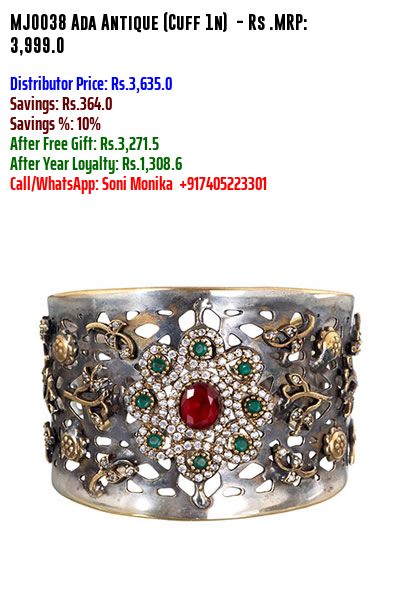 MJ0038 Ada Antique (Cuff 1n) - Rs .MRP:
3,999.0
Distributor Price: Rs.3,635.0
Savings: Rs.364.0
Savings %: 10%
After Free Gift: Rs.3,271.5
After Year Loyalty: Rs.1,308.6
Call/WhatsApp: Soni Monika +917405223301